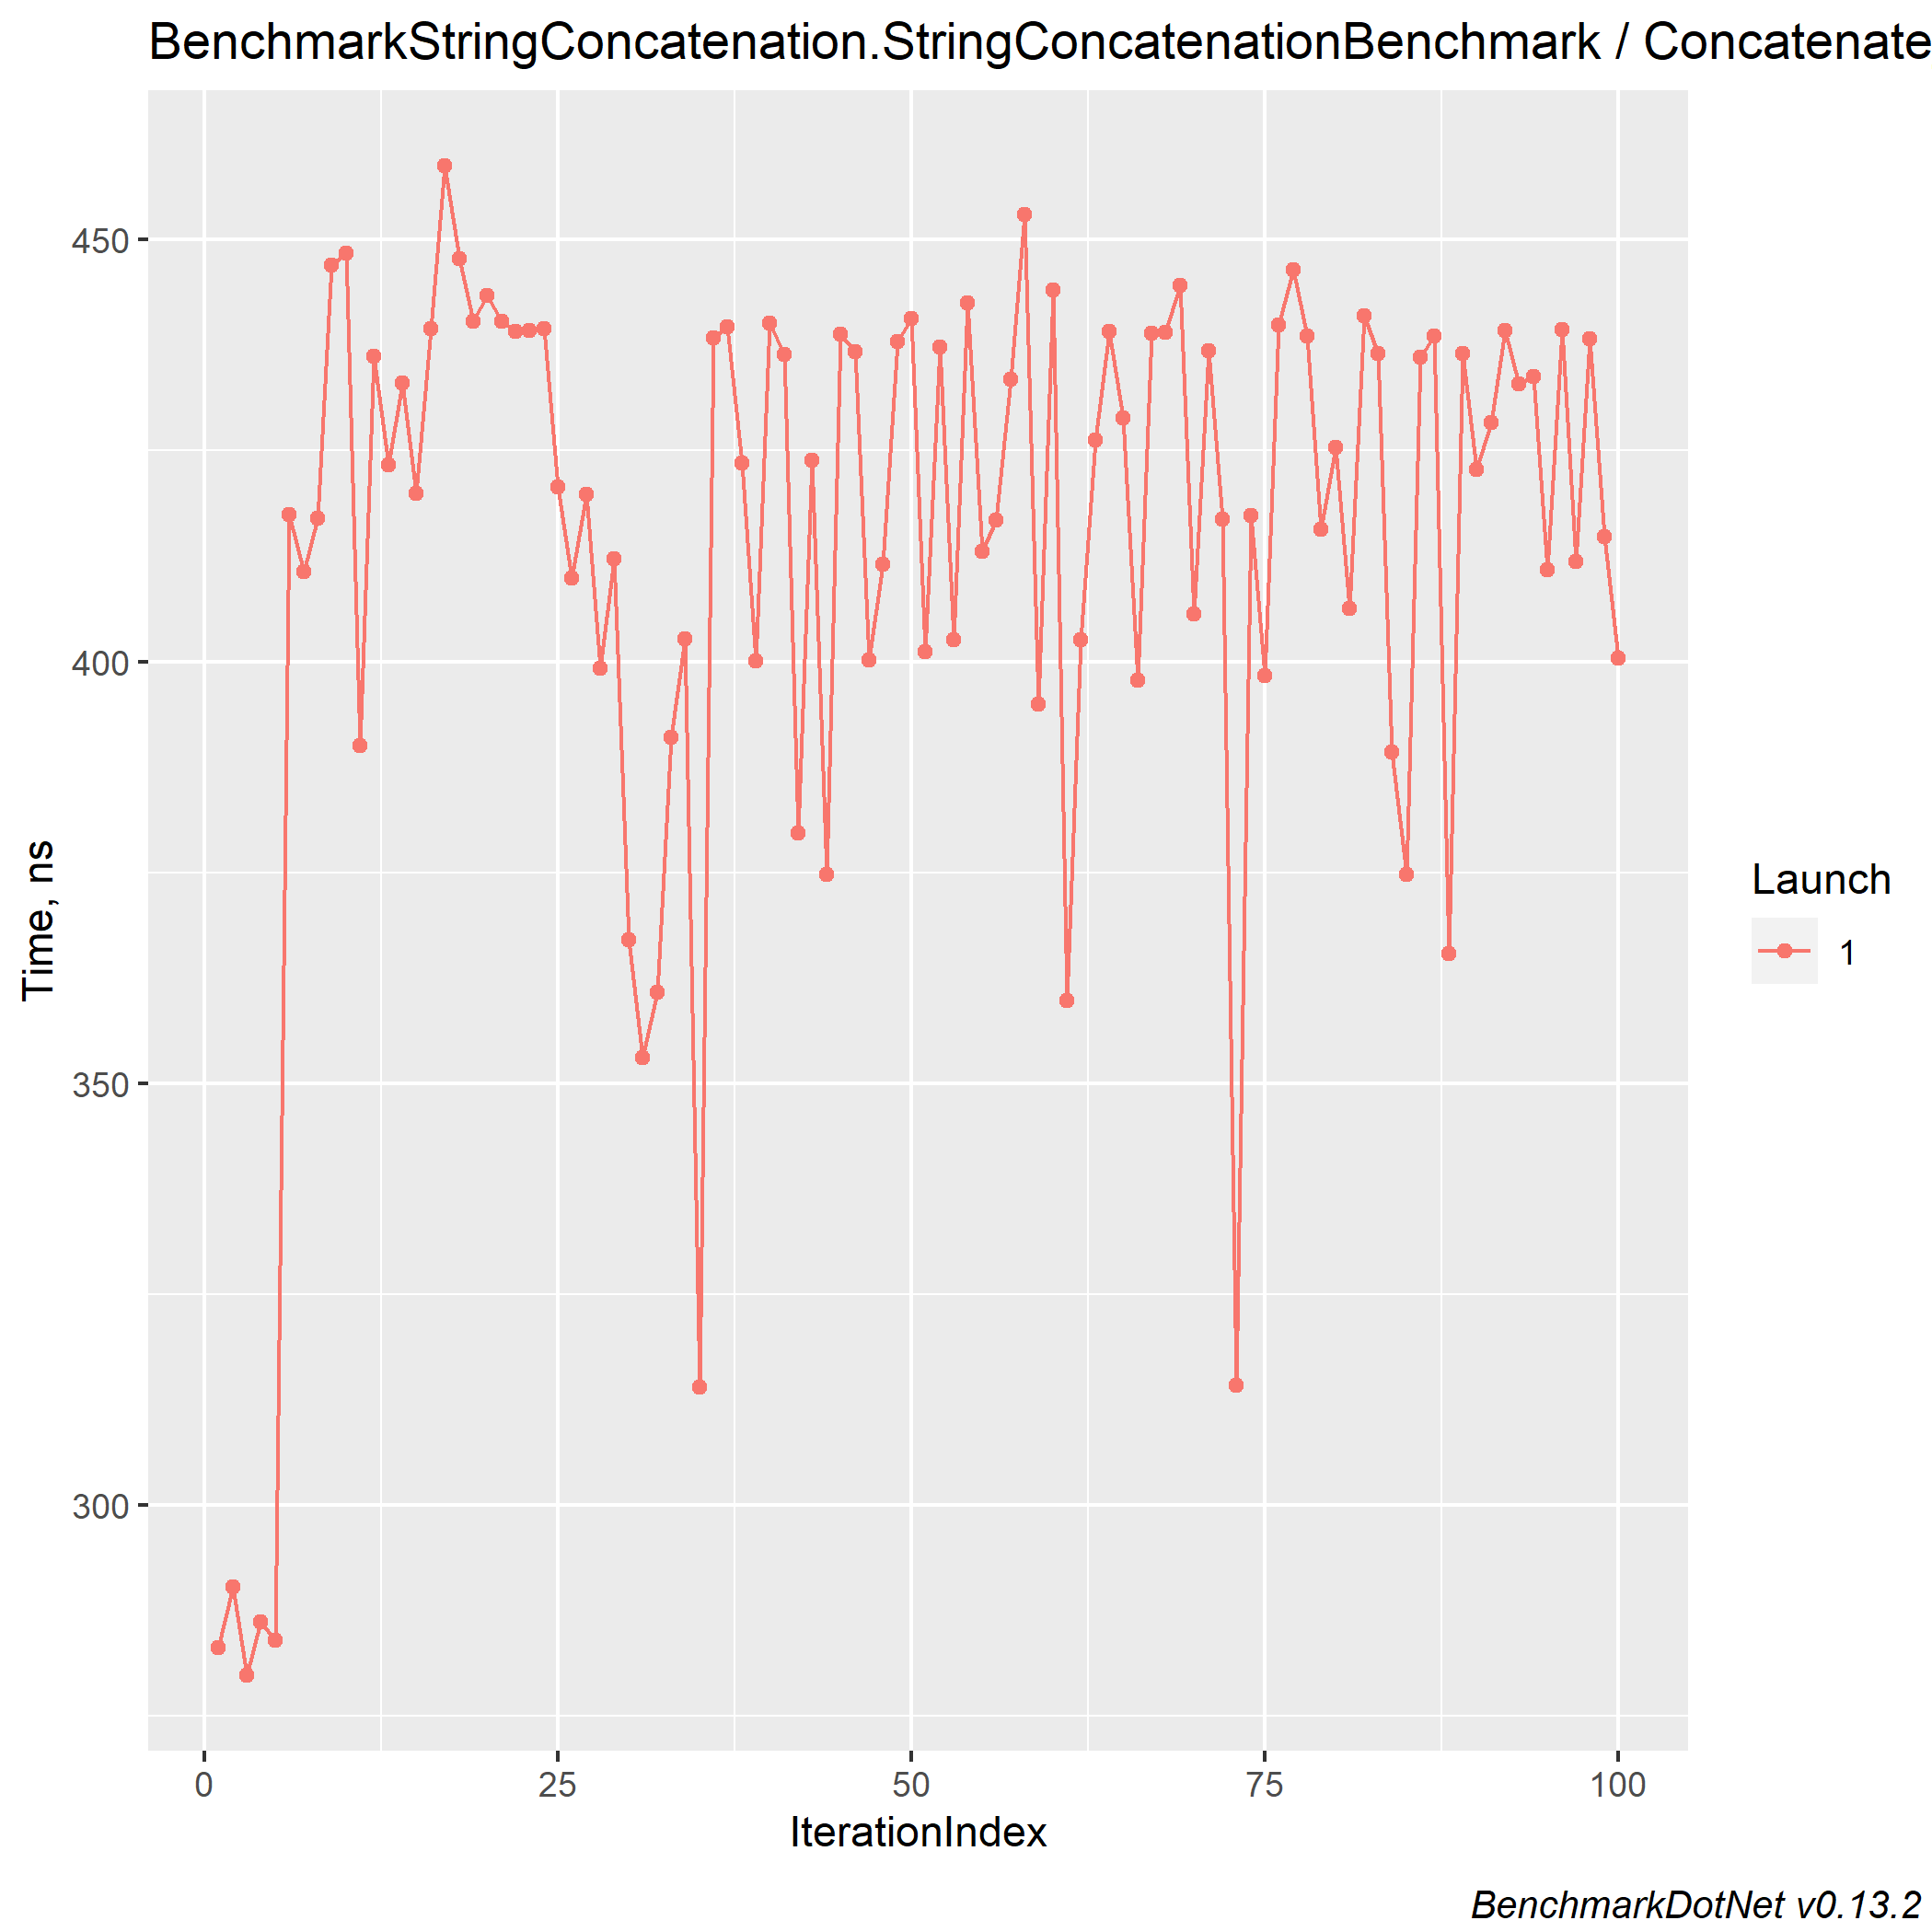 BenchmarkStringConcatenation.StringConcatenationBenchmark / Concatenate
450
400
350
300
Time, ns
0 25 50 75 100
IterationIndex
Launch
1
BenchmarkDotNet v0.13.2